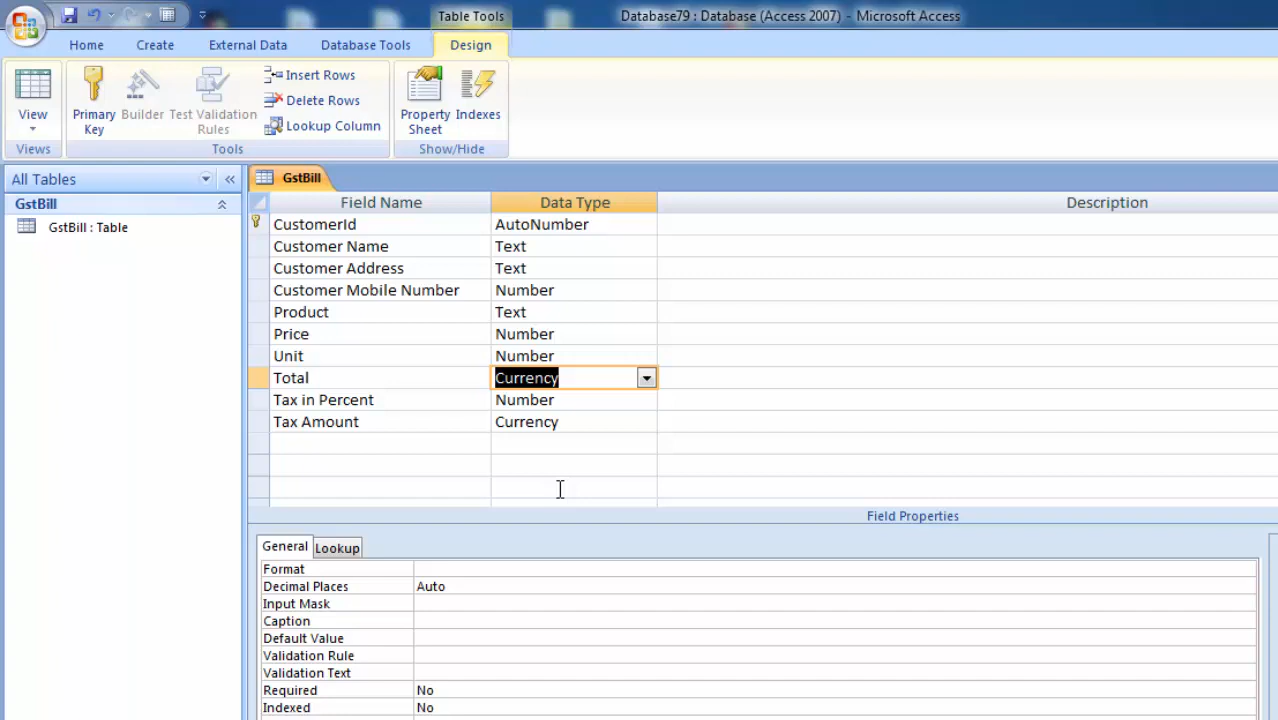 Table Tools
Database79 : Database (Access 2007) - Microsoft Access
Home Create External Data Database Tools Design
View
Views
Primary Key
Builder
Test Validation Rules
Insert Rows
Delete Rows
Lookup Column
Tools
Property Sheet
Indexes
Show/Hide
All Tables
«
GstBill
GstBill : Table
GstBill
Field Name Data Type Description
CustomerId AutoNumber
Customer Name Text
Customer Address Text
Customer Mobile Number Number
Product Text
Price Number
Unit Number
Total Currency
Tax in Percent Number
Tax Amount Currency
Field Properties
General Lookup
Format
Decimal Places Auto
Input Mask
Caption
Default Value
Validation Rule
Validation Text
Required No
Indexed No